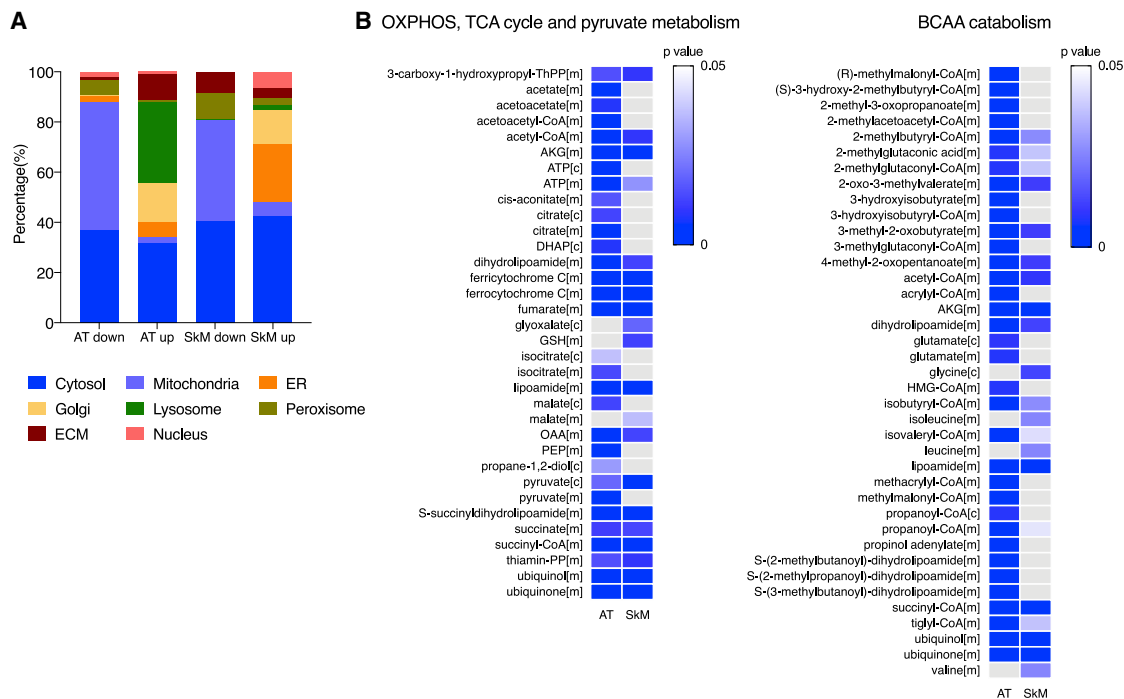 A
Percentage(%)
100
80
60
40
20
0
AT down
AT up
SkM down
SkM up
Cytosol
Mitochondria
ER
Golgi
Lysosome
Peroxisome
ECM
Nucleus
B
OXPHOS, TCA cycle and pyruvate metabolism
p value
0.05
0
3-carboxy-1-hydroxypropyl-ThPP[m]
acetate[m]
acetoacetate[m]
acetoacetyl-CoA[m]
acetyl-CoA[m]
AKG[m]
ATP[c]
ATP[m]
cis-aconitate[m]
citrate[c]
citrate[m]
DHAP[c]
dihydrolipoamide[m]
ferricytochrome C[m]
ferrocytochrome C[m]
fumarate[m]
glyoxalate[c]
GSH[m]
isocitrate[c]
isocitrate[m]
lipoamide[m]
malate[c]
malate[m]
OAA[m]
PEP[m]
propane-1,2-diol[c]
pyruvate[c]
pyruvate[m]
S-succinyldihydrolipoamide[m]
succinate[m]
succinyl-CoA[m]
thiamin-PP[m]
ubiquinol[m]
ubiquinone[m]
AT
SkM
BCAA catabolism
p value
0.05
0
(R)-methylmalonyl-CoA[m]
(S)-3-hydroxy-2-methylbutyryl-CoA[m]
2-methyl-3-oxopropanoate[m]
2-methylacetoacetyl-CoA[m]
2-methylbutyryl-CoA[m]
2-methylglutaconic acid[m]
2-methylglutaconyl-CoA[m]
2-oxo-3-methylvalerate[m]
3-hydroxyisobutyrate[m]
3-hydroxyisobutyryl-CoA[m]
3-methyl-2-oxobutyrate[m]
3-methylglutaconyl-CoA[m]
4-methyl-2-oxopentanoate[m]
acetyl-CoA[m]
acrylyl-CoA[m]
AKG[m]
dihydrolipoamide[m]
glutamate[c]
glutamate[m]
glycine[c]
HMG-CoA[m]
isobutyryl-CoA[m]
isoleucine[m]
isovaleryl-CoA[m]
leucine[m]
lipoamide[m]
methacrylyl-CoA[m]
methylmalonyl-CoA[m]
propanoyl-CoA[c]
propanoyl-CoA[m]
propinol adenylate[m]
S-(2-methylbutanoyl)-dihydrolipoamide[m]
S-(2-methylpropanoyl)-dihydrolipoamide[m]
S-(3-methylbutanoyl)-dihydrolipoamide[m]
succinyl-CoA[m]
tiglyl-CoA[m]
ubiquinol[m]
ubiquinone[m]
valine[m]
AT
SkM